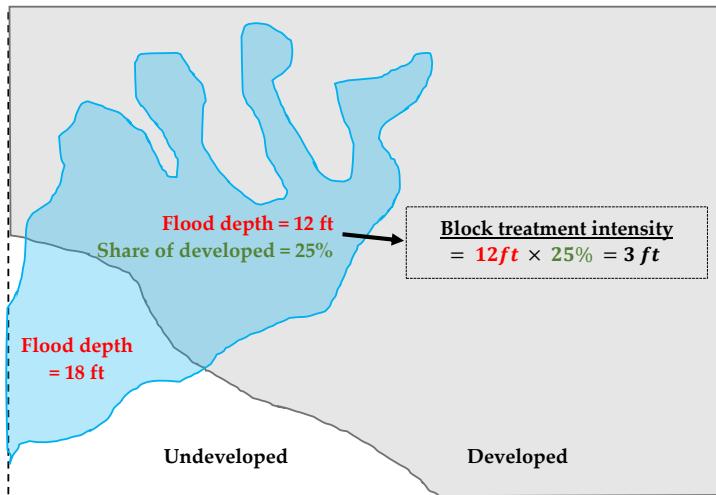 Flood depth = 12 ft
Share of developed = 25%
Block treatment intensity
= 12ft × 25% = 3 ft
Flood depth
= 18 ft
Undeveloped
Developed